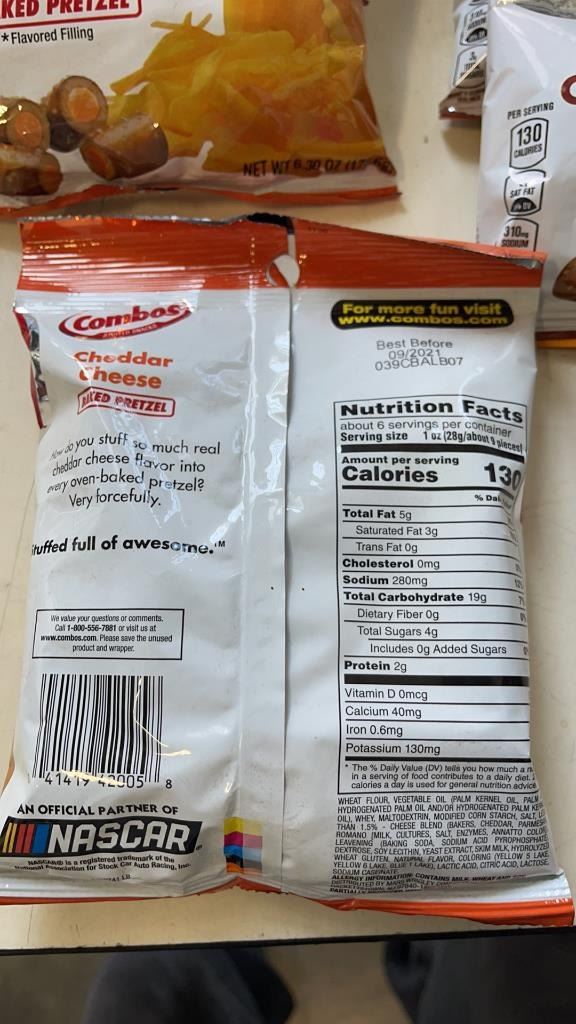 KED PRETZEL
*Flavored Filling
NET WT 6.30 OZ
PER SERVING
130
CALORIES
SAT FAT
310mg
SODIUM
Combos
STUFFED SNACKS
Cheddar
Cheese
BAKED PRETZEL
How do you stuff so much real
cheddar cheese flavor into
every oven-baked pretzel?
Very forcefully.
Stuffed full of awesome.™
We value your questions or comments.
Call 1-800-556-7881 or visit us at
www.combos.com. Please save the unused
product and wrapper.
41419 42005 8
AN OFFICIAL PARTNER OF
NASCAR
NASCAR® is a registered trademark of the
National Association for Stock Car Auto Racing, Inc.
For more fun visit
www.combos.com
Best Before
09/2021
039CBALB07
Nutrition Facts
about 6 servings per container
Serving size 1 oz (28g/about 9 pieces)
Amount per serving
Calories 130
% Dai
Total Fat 5g
Saturated Fat 3g
Trans Fat 0g
Cholesterol 0mg
Sodium 280mg
Total Carbohydrate 19g 7%
Dietary Fiber 0g
Total Sugars 4g
Includes 0g Added Sugars
Protein 2g
Vitamin D 0mcg
Calcium 40mg
Iron 0.6mg
Potassium 130mg
* The % Daily Value (DV) tells you how much a
in a serving of food contributes to a daily diet.
calories a day is used for general nutrition advice
WHEAT FLOUR, VEGETABLE OIL (PALM KERNEL OIL, PALM
HYDROGENATED PALM OIL AND/OR HYDROGENATED PALM
OIL), WHEY, MALTODEXTRIN, MODIFIED CORN STARCH, SALT,
THAN 1.5% - CHEESE BLEND (BAKERS, CHEDDAR, PARMESAN
ROMANO [MILK, CULTURES, SALT, ENZYMES, ANNATTO COLOR
LEAVENING (BAKING SODA, SODIUM ACID PYROPHOSPHATE
DEXTROSE, SOY LECITHIN, YEAST EXTRACT, SKIM MILK, HYDROLYZED
WHEAT GLUTEN, NATURAL FLAVOR, COLORING (YELLOW 5 LAKE,
YELLOW 6 LAKE, BLUE 1 LAKE), LACTIC ACID, CITRIC ACID, LACTOSE,
SODIUM CASEINATE
ALLERGY INFORMATION: CONTAINS MILK, WHEAT AND
DISTRIBUTED BY MARS WRIGLEY